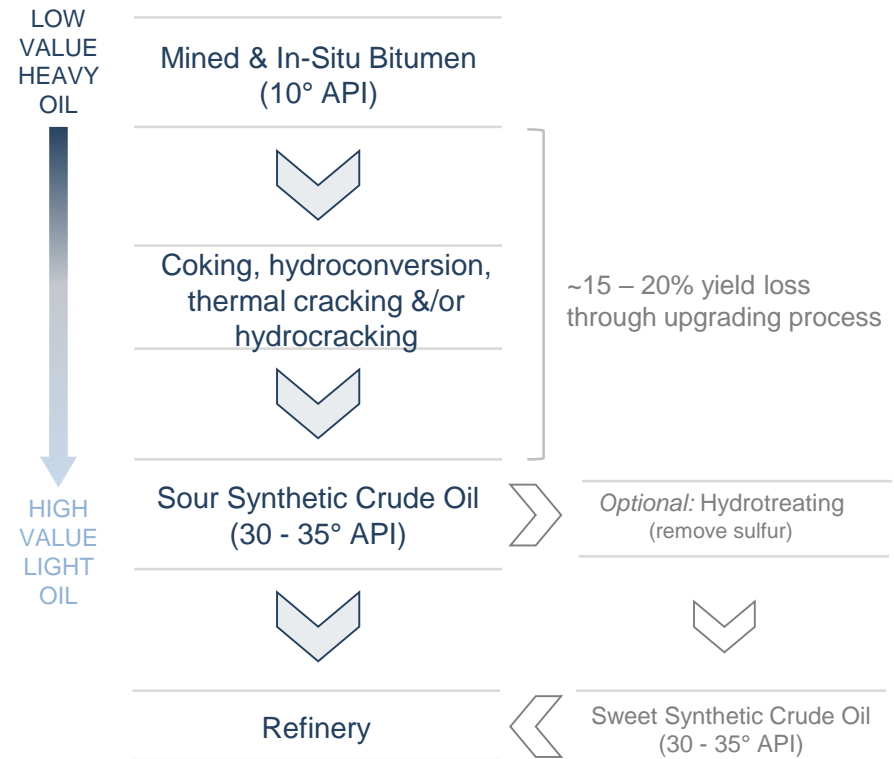 LOW
VALUE
HEAVY
OIL
Mined & In-Situ Bitumen
(10° API)
Coking, hydroconversion,
thermal cracking &/or
hydrocracking
~15 – 20% yield loss
through upgrading process
Sour Synthetic Crude Oil
(30 - 35° API)
Optional: Hydrotreating
(remove sulfur)
HIGH
VALUE
LIGHT
OIL
Refinery
Sweet Synthetic Crude Oil
(30 - 35° API)